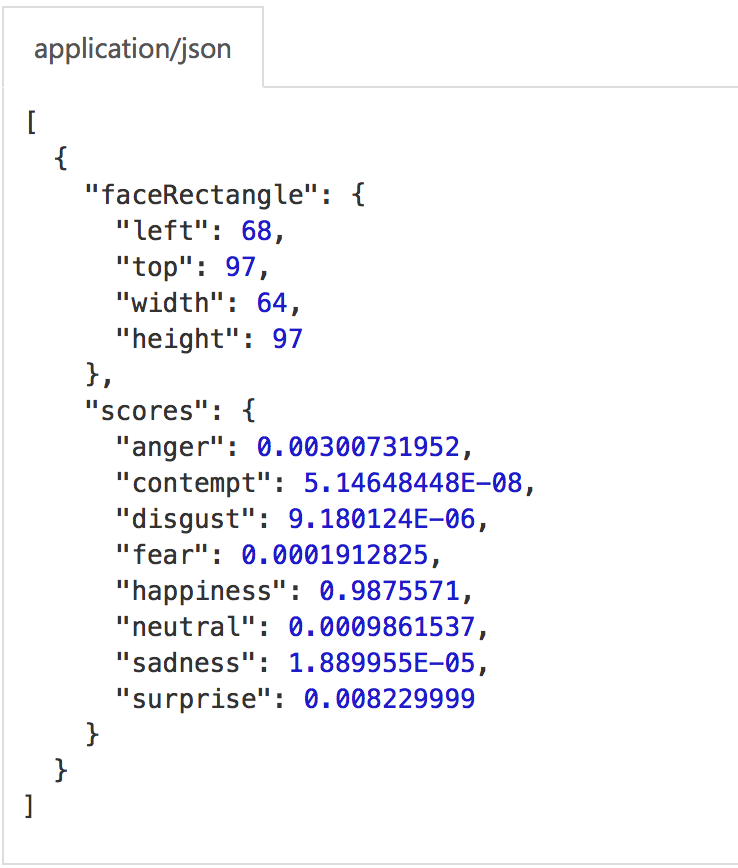 application/json
[
  {
    "faceRectangle": {
      "left": 68,
      "top": 97,
      "width": 64,
      "height": 97
    },
    "scores": {
      "anger": 0.00300731952,
      "contempt": 5.14648448E-08,
      "disgust": 9.180124E-06,
      "fear": 0.0001912825,
      "happiness": 0.9875571,
      "neutral": 0.0009861537,
      "sadness": 1.889955E-05,
      "surprise": 0.008229999
    }
  }
]